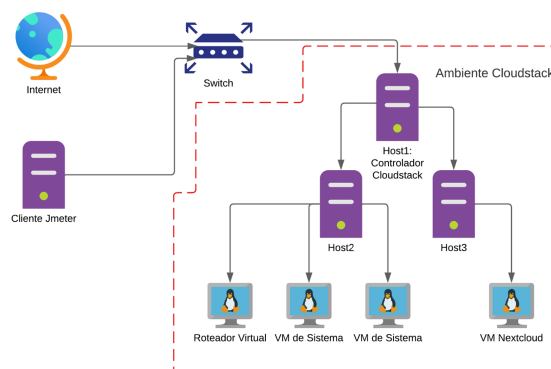 Ambiente Cloudstack
Internet
Switch
Host1:
Controlador
Cloudstack
Cliente Jmeter
Host2
Host3
Roteador Virtual
VM de Sistema
VM de Sistema
VM Nextcloud